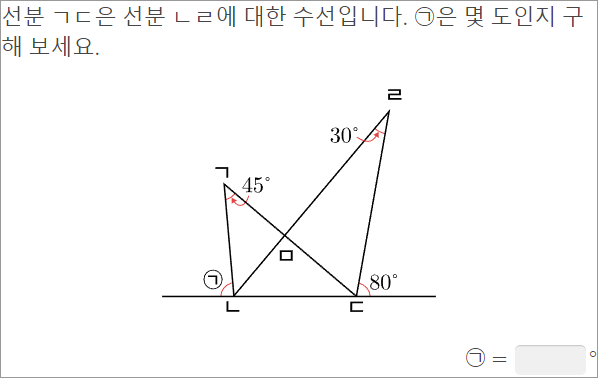 선분 ㄱㄷ은 선분 ㄴㄹ에 대한 수선입니다. ㉠은 몇 도인지 구
해 보세요.
ㄹ
30°
ㄱ
45°
ㅁ
㉠
80°
ㄴ
ㄷ
㉠ = °